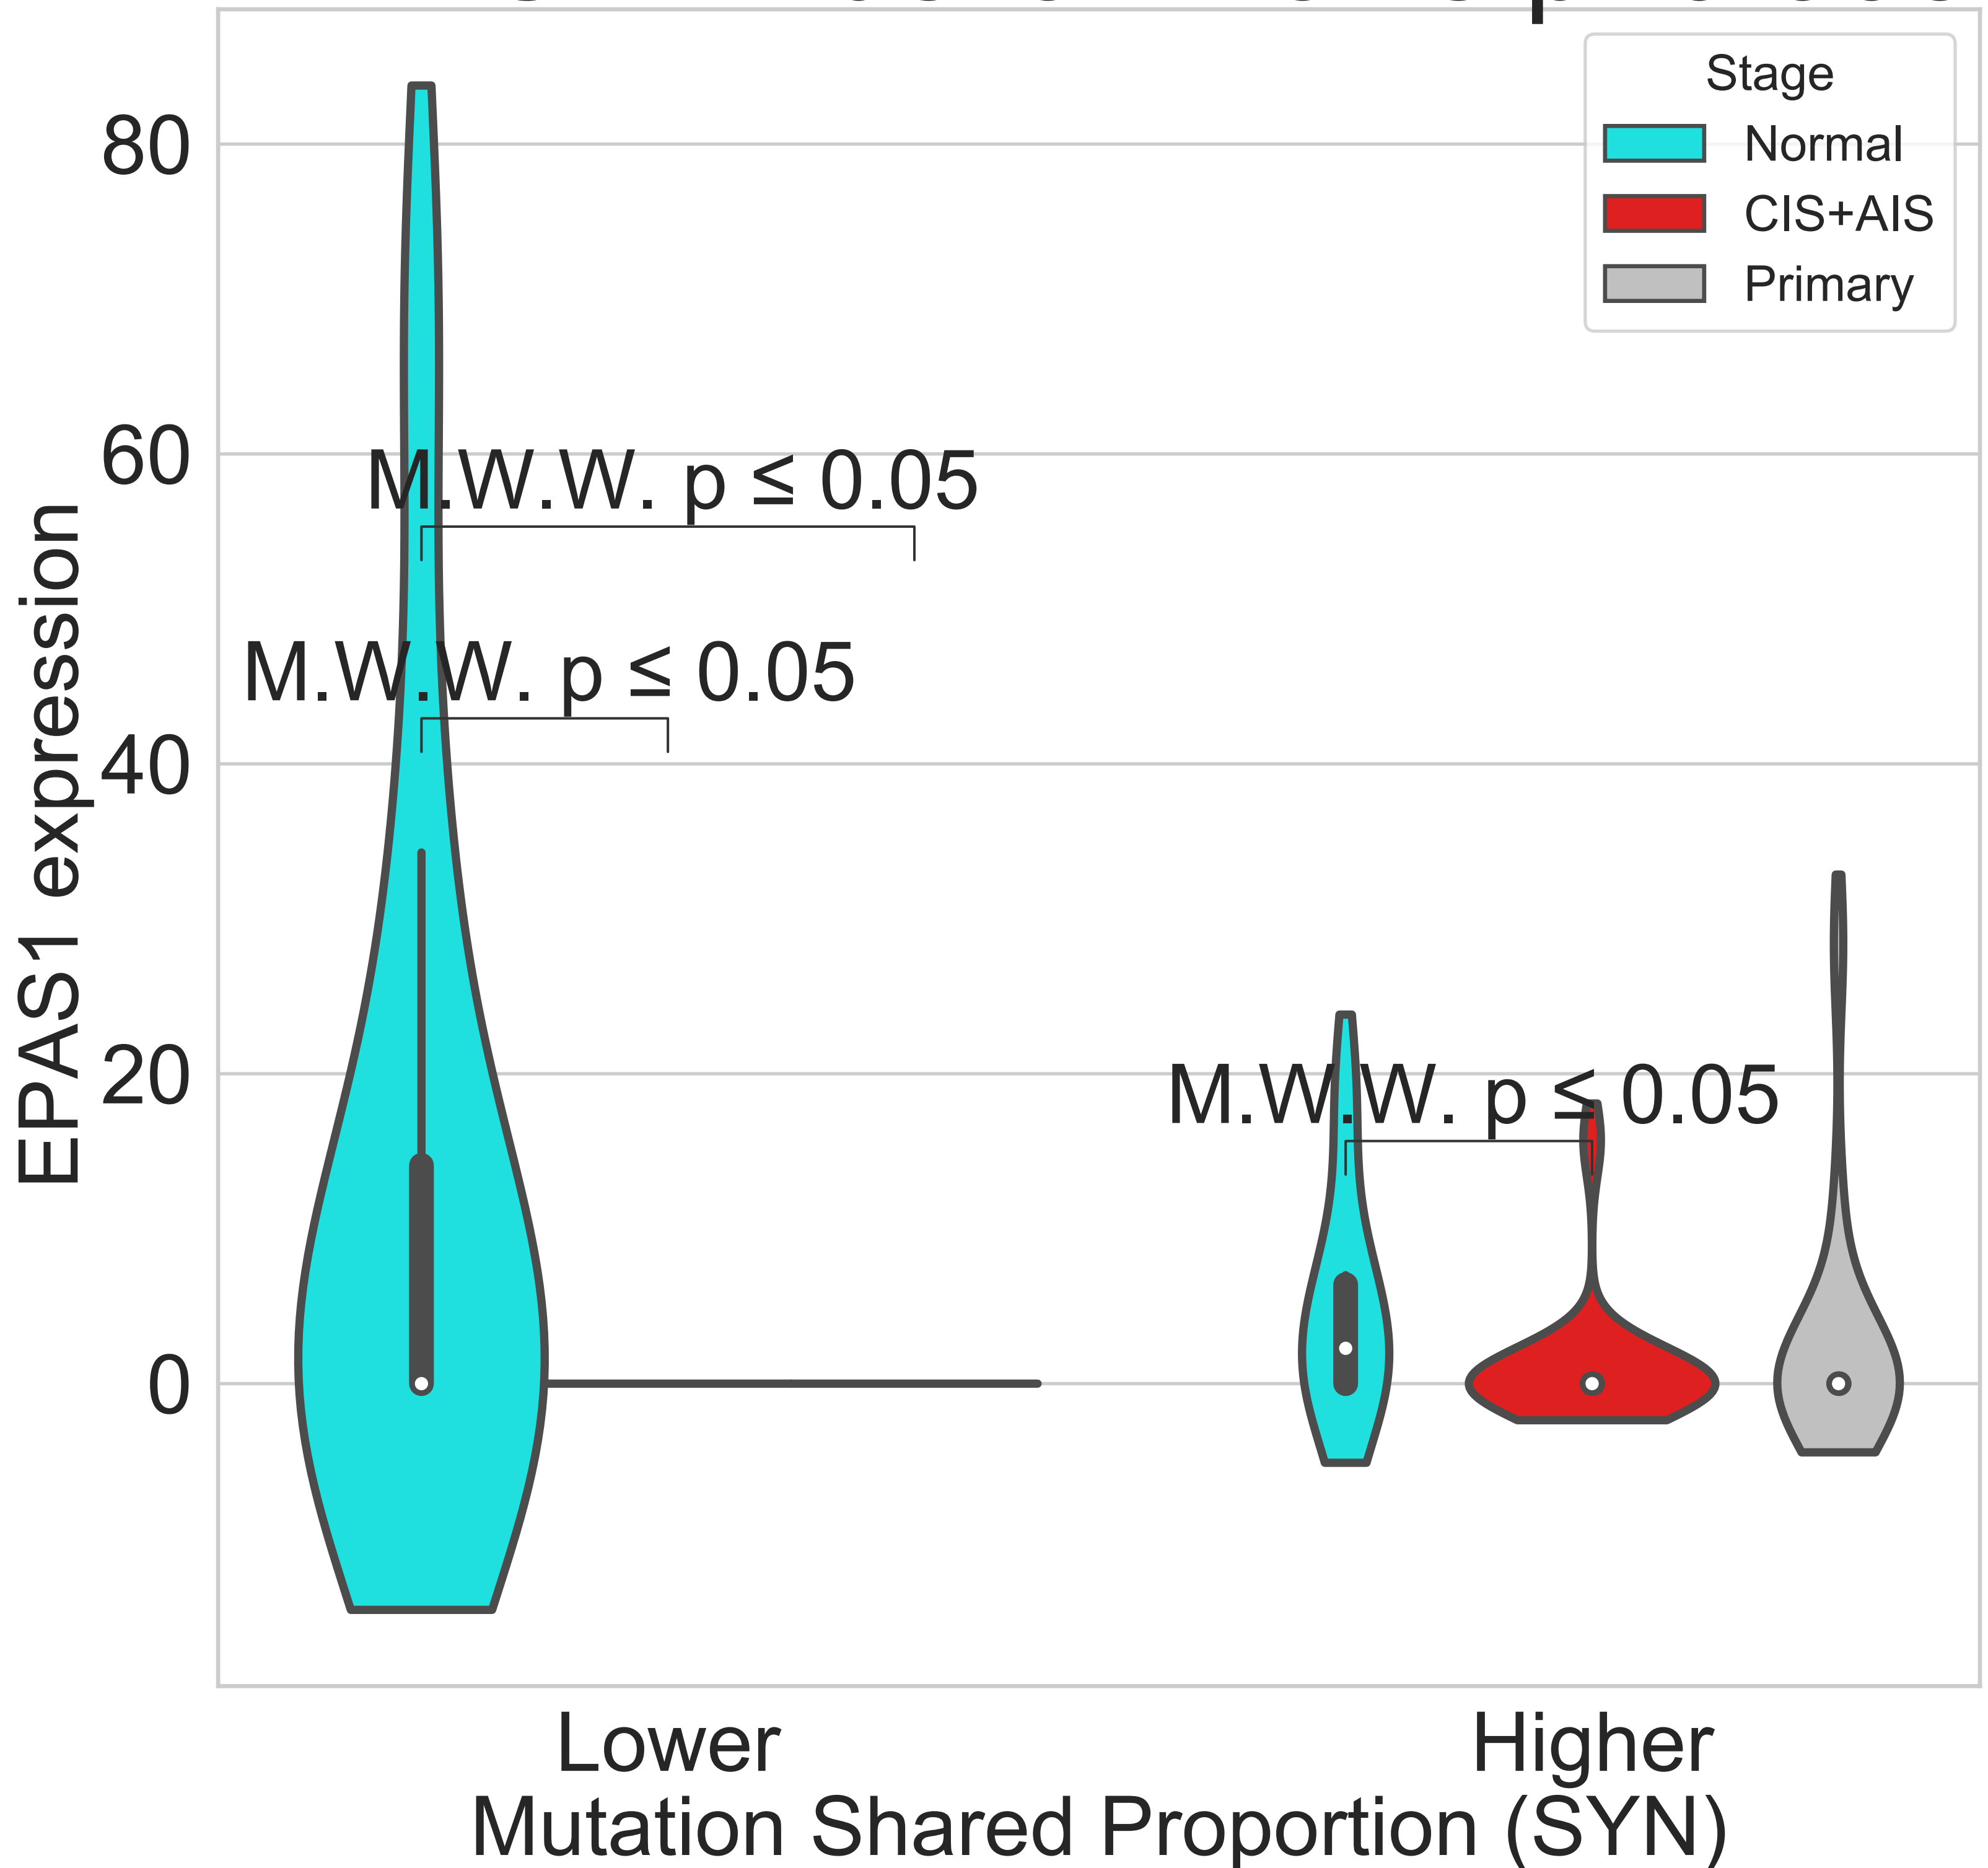 Stage
Normal
CIS+AIS
Primary
80
60
40
20
0
EPAS1 expression
M.W.W. p ≤ 0.05
M.W.W. p ≤ 0.05
M.W.W. p ≤ 0.05
Lower
Higher
Mutation Shared Proportion (SYN)